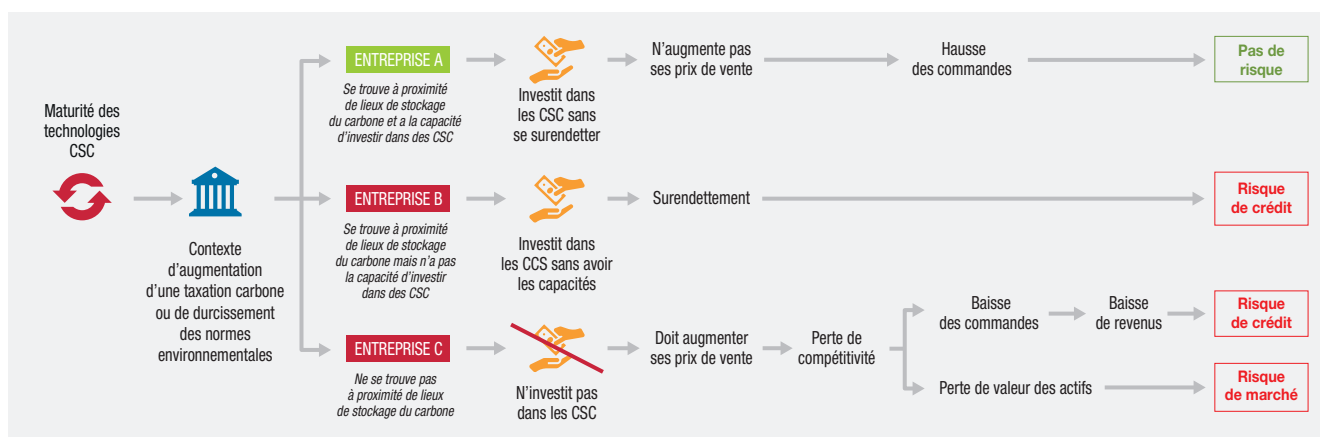 Maturité des
technologies
CSC
Contexte
d'augmentation
d'une taxation carbone
ou de durcissement
des normes
environnementales
ENTREPRISE A
Se trouve à proximité
de lieux de stockage
du carbone et a la capacité
d'investir dans des CSC
Investit dans
les CSC sans
se surendetter
N'augmente pas
ses prix de vente
Hausse
des commandes
Pas de
risque
ENTREPRISE B
Se trouve à proximité
de lieux de stockage
du carbone mais n'a pas
la capacité d'investir
dans des CSC
Investit dans
les CCS sans avoir
les capacités
Surendettement
Risque
de crédit
ENTREPRISE C
Ne se trouve pas
à proximité de lieux
de stockage du carbone
N'investit pas
dans les CSC
Doit augmenter
ses prix de vente
Perte de
compétitivité
Baisse
des commandes
Baisse
de revenus
Risque
de crédit
Perte de valeur des actifs
Risque
de marché